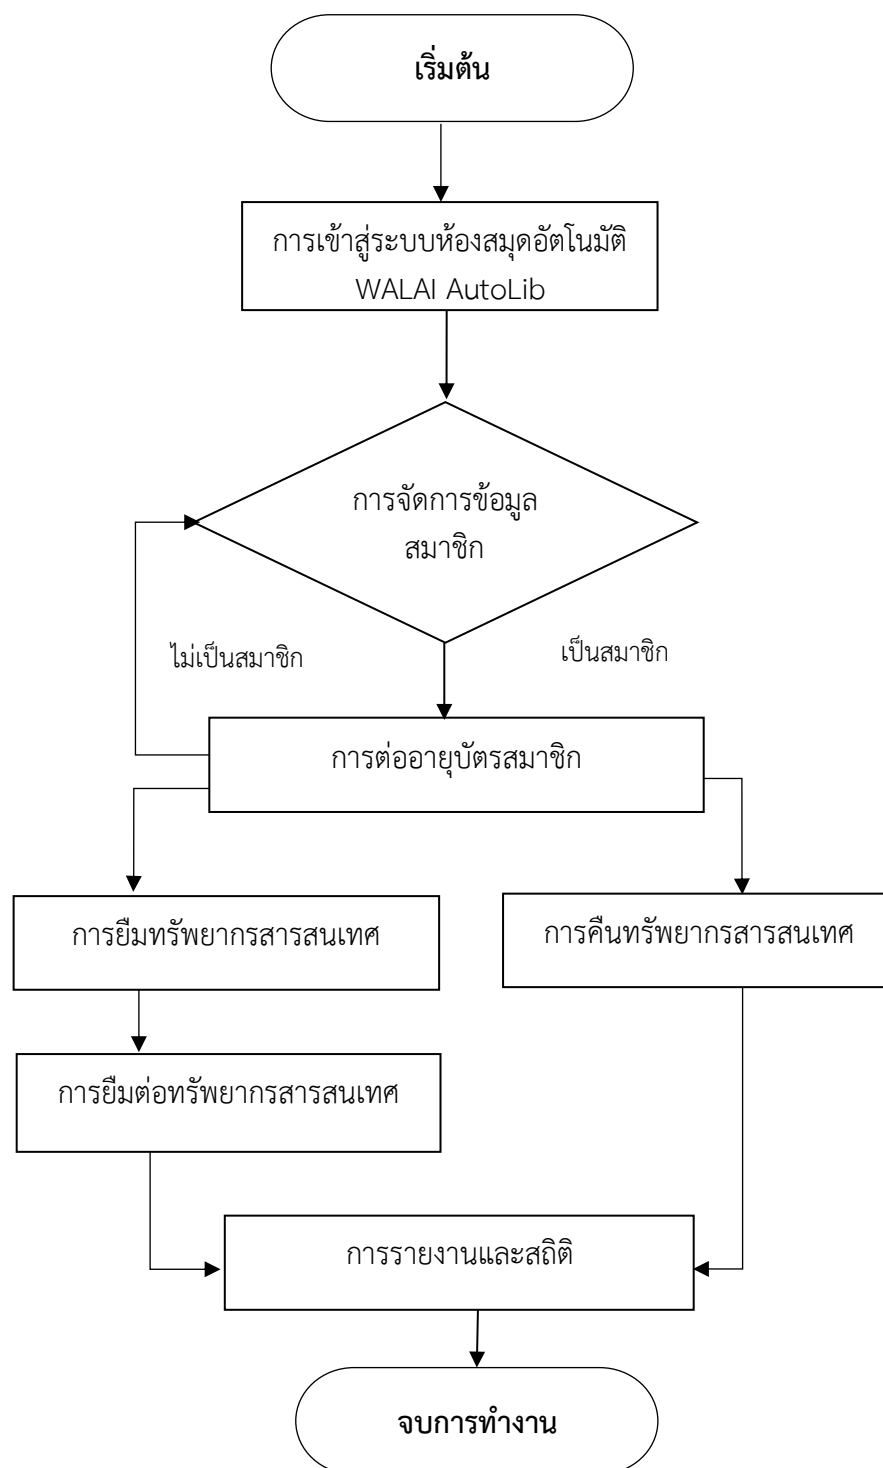 เริ่มต้น
การเข้าสู่ระบบห้องสมุดอัตโนมัติ
WALAI AutoLib
การจัดการข้อมูล
สมาชิก
ไม่เป็นสมาชิก
เป็นสมาชิก
การต่ออายุบัตรสมาชิก
การยืมทรัพยากรสารสนเทศ
การคืนทรัพยากรสารสนเทศ
การยืมต่อทรัพยากรสารสนเทศ
การรายงานและสถิติ
จบการทำงาน